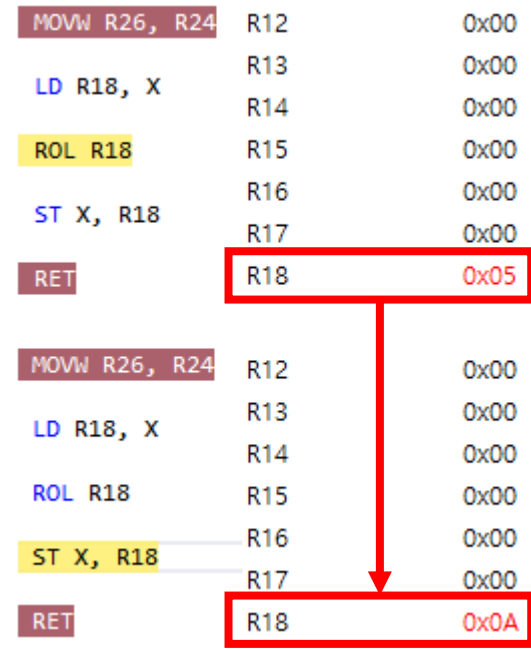 MOVW R26, R24 R12 0x00
R13 0x00
LD R18, X
R14 0x00
ROL R18 R15 0x00
R16 0x00
ST X, R18
R17 0x00
RET R18 0x05
MOVW R26, R24 R12 0x00
R13 0x00
LD R18, X
R14 0x00
ROL R18 R15 0x00
R16 0x00
ST X, R18
R17 0x00
RET R18 0x0A